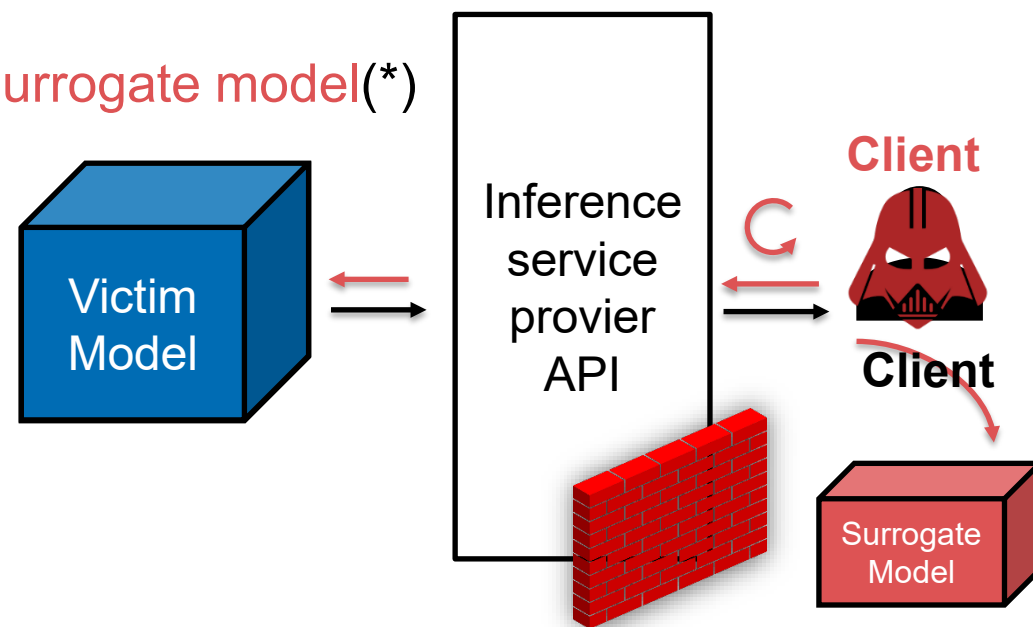 urrogate model(*)
Client
Inference
service
provier
API
Victim
Model
Client
Surrogate
Model